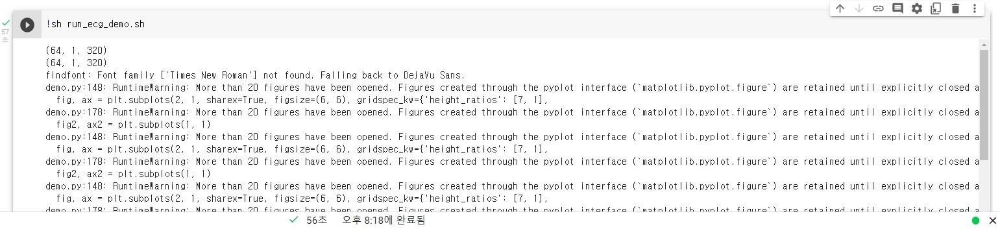 57
초
!sh run_ecg_demo.sh
(64, 1, 320)
(64, 1, 320)
findfont: Font family ['Times New Roman'] not found. Falling back to DejaVu Sans.
demo.py:148: RuntimeWarning: More than 20 figures have been opened. Figures created through the pyplot interface (`matplotlib.pyplot.figure`) are retained until explicitly closed a
  fig, ax = plt.subplots(2, 1, sharex=True, figsize=(6, 6), gridspec_kw={'height_ratios': [7, 1],
demo.py:178: RuntimeWarning: More than 20 figures have been opened. Figures created through the pyplot interface (`matplotlib.pyplot.figure`) are retained until explicitly closed a
  fig2, ax2 = plt.subplots(1, 1)
demo.py:148: RuntimeWarning: More than 20 figures have been opened. Figures created through the pyplot interface (`matplotlib.pyplot.figure`) are retained until explicitly closed a
  fig, ax = plt.subplots(2, 1, sharex=True, figsize=(6, 6), gridspec_kw={'height_ratios': [7, 1],
demo.py:178: RuntimeWarning: More than 20 figures have been opened. Figures created through the pyplot interface (`matplotlib.pyplot.figure`) are retained until explicitly closed a
  fig2, ax2 = plt.subplots(1, 1)
demo.py:148: RuntimeWarning: More than 20 figures have been opened. Figures created through the pyplot interface (`matplotlib.pyplot.figure`) are retained until explicitly closed a
  fig, ax = plt.subplots(2, 1, sharex=True, figsize=(6, 6), gridspec_kw={'height_ratios': [7, 1],
demo.py:178: RuntimeWarning: More than 20 figures have been opened. Figures created through the pyplot interface (`matplotlib.pyplot.figure`) are retained until explicitly closed a
56초 오후 8:18에 완료됨